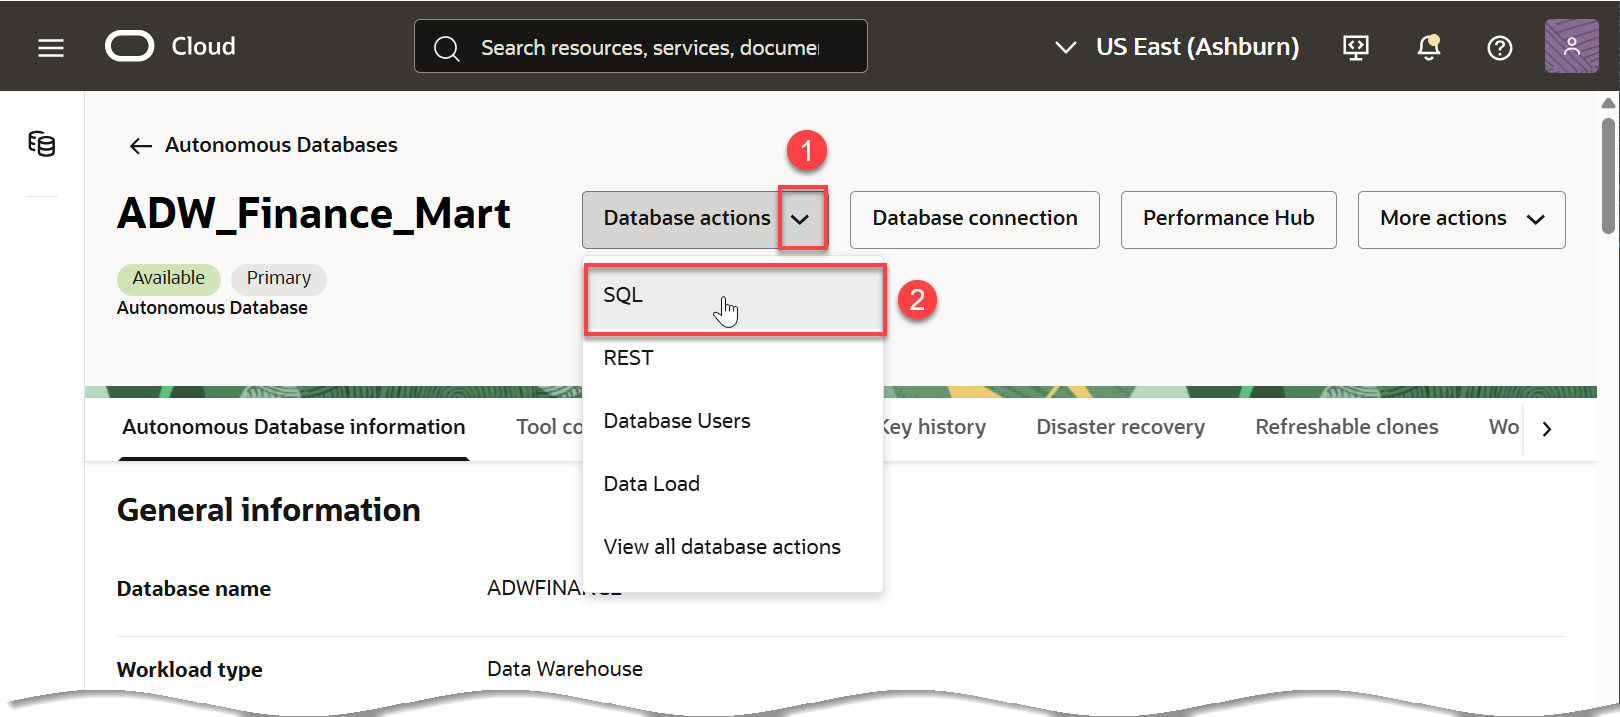 Cloud
Search resources, services, docume
US East (Ashburn)
Autonomous Databases
1
ADW_Finance_Mart
Database actions
Database connection
Performance Hub
More actions
Available
Primary
Autonomous Database
SQL
2
REST
Database Users
Data Load
View all database actions
Autonomous Database information
Tool co
Key history
Disaster recovery
Refreshable clones
Wo
General information
Database name
Workload type
Data Warehouse